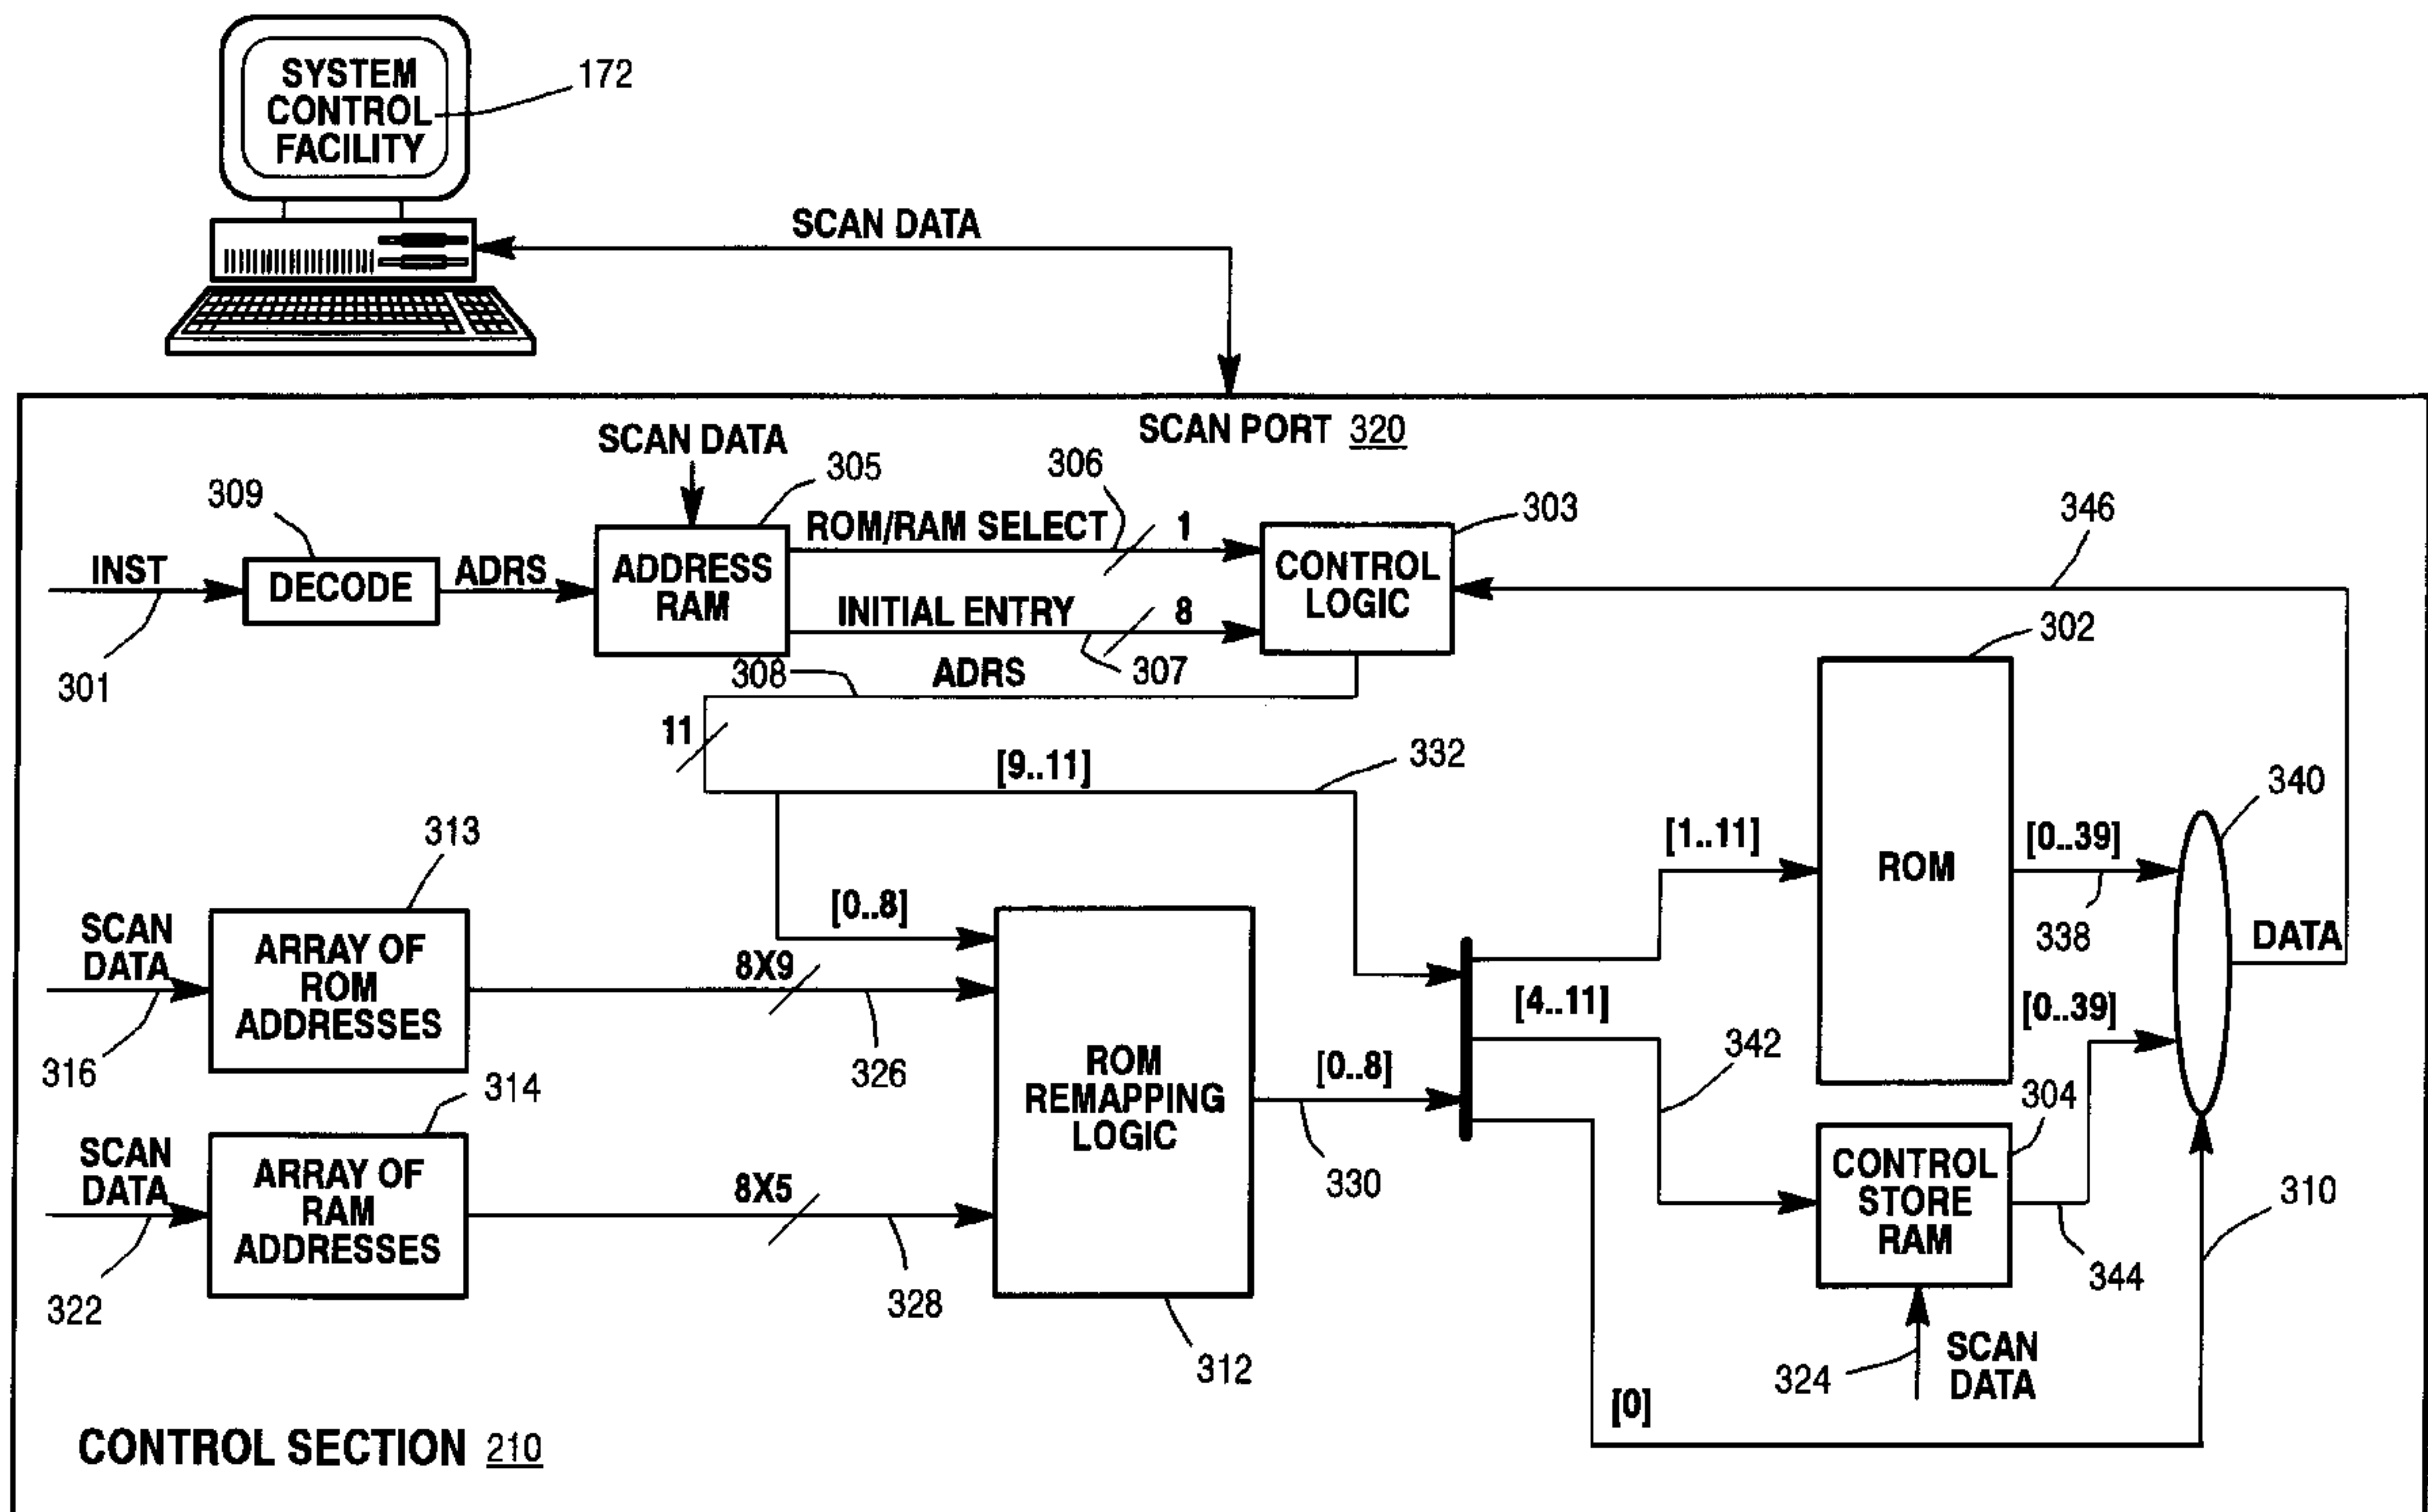 SYSTEM
CONTROL
FACILITY
172
SCAN DATA
SCAN PORT 320
SCAN DATA
305
306
309
303
346
ROM/RAM SELECT
1
INST
DECODE
ADRS
ADDRESS
RAM
CONTROL
LOGIC
INITIAL ENTRY
8
302
301
308
ADRS
307
11
[9..11]
332
340
313
[1..11]
[0..39]
ROM
[0..8]
338
DATA
SCAN
DATA
ARRAY OF
ROM
ADDRESSES
8X9
[4..11]
[0..39]
316
326
342
314
ROM
REMAPPING
LOGIC
[0..8]
304
SCAN
DATA
ARRAY OF
RAM
ADDRESSES
8X5
330
CONTROL
STORE
RAM
310
322
328
344
312
324
SCAN
DATA
[0]
CONTROL SECTION 210